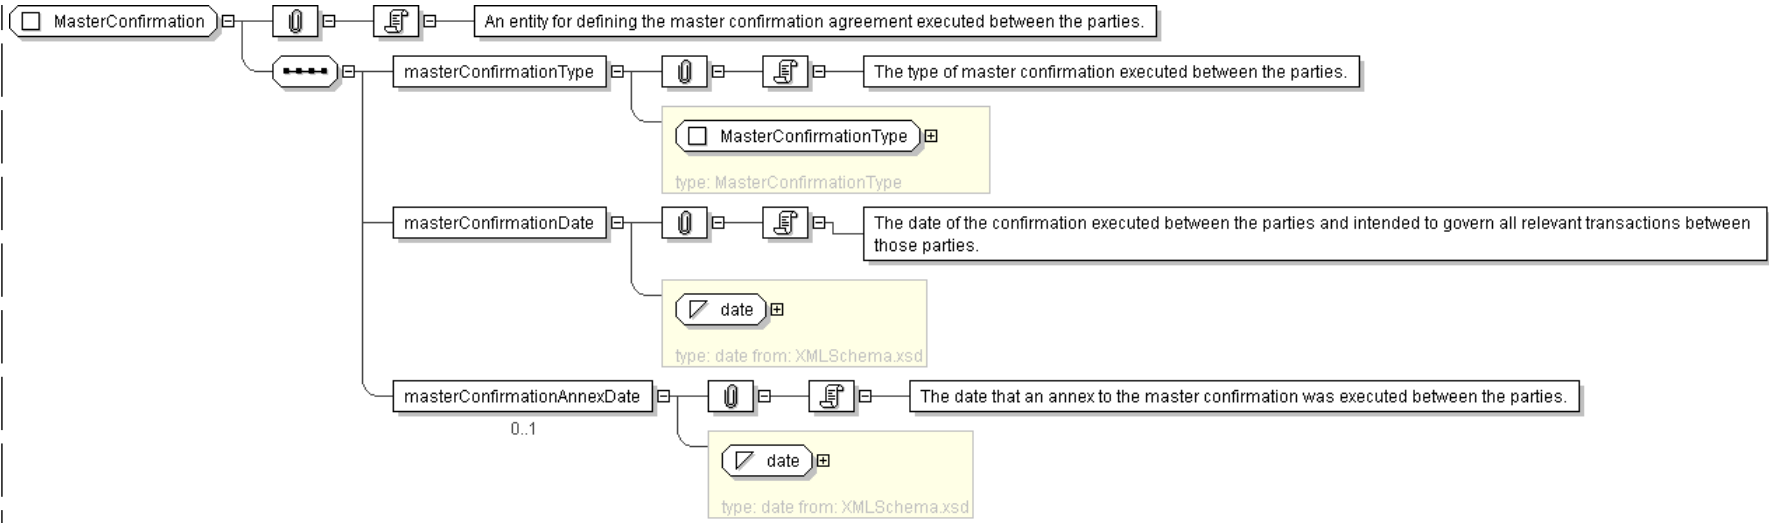 MasterConfirmation
An entity for defining the master confirmation agreement executed between the parties.
masterConfirmationType
The type of master confirmation executed between the parties.
MasterConfirmationType
type: MasterConfirmationType
masterConfirmationDate
The date of the confirmation executed between the parties and intended to govern all relevant transactions between
those parties.
date
type: date from: XMLSchema.xsd
masterConfirmationAnnexDate
The date that an annex to the master confirmation was executed between the parties.
0..1
date
type: date from: XMLSchema.xsd